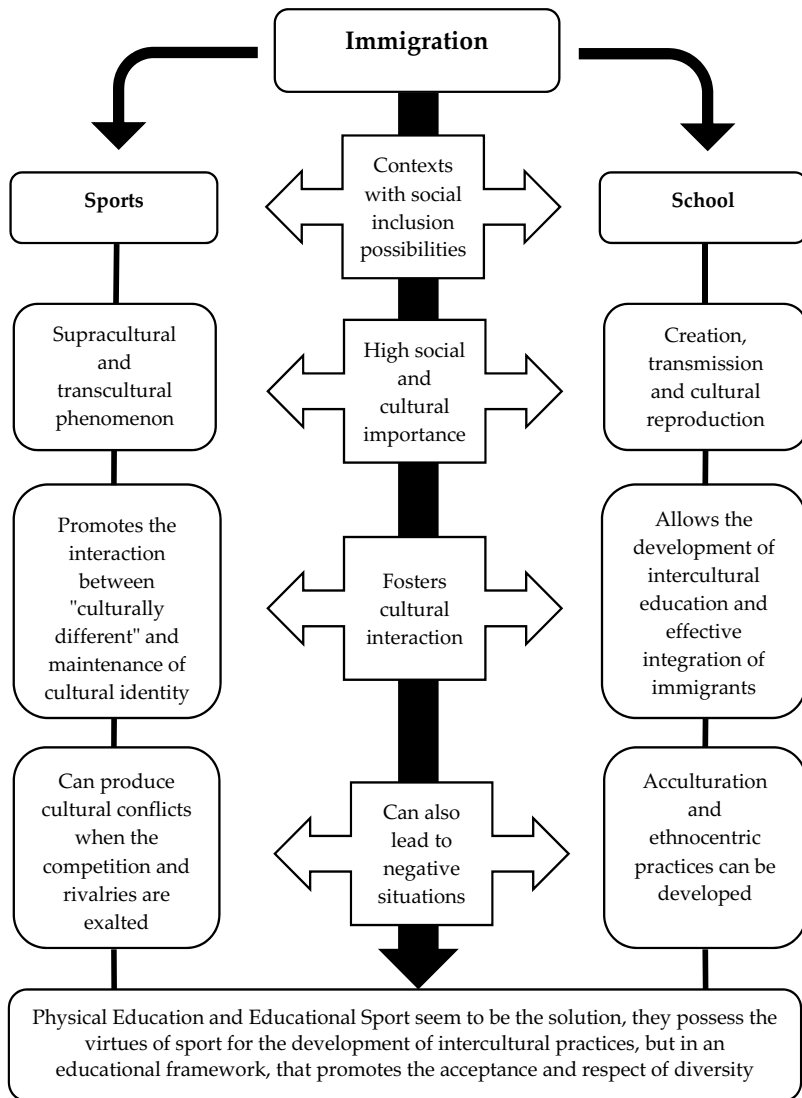 Immigration
Sports
Contexts
with social
inclusion
possibilities
School
Supracultural
and
transcultural
phenomenon
High social
and
cultural
importance
Creation,
transmission
and cultural
reproduction
Promotes the
interaction
between
"culturally
different" and
maintenance of
cultural identity
Fosters
cultural
interaction
Allows the
development of
intercultural
education and
effective
integration of
immigrants
Can produce
cultural conflicts
when the
competition and
rivalries are
exalted
Can also
lead to
negative
situations
Acculturation
and
ethnocentric
practices can be
developed
Physical Education and Educational Sport seem to be the solution, they possess the
virtues of sport for the development of intercultural practices, but in an
educational framework, that promotes the acceptance and respect of diversity